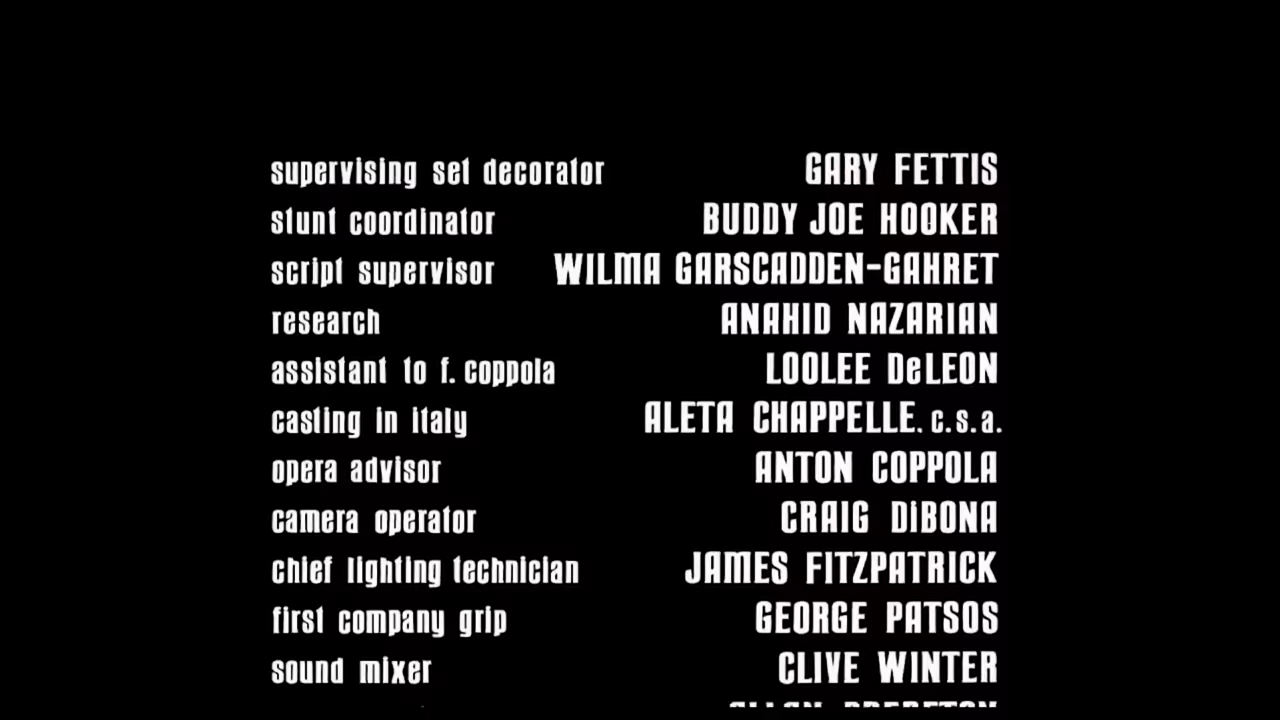 supervising set decorator GARY FETTIS
stunt coordinator BUDDY JOE HOOKER
script supervisor WILMA GARSCADDEN-GAHRET
research ANAHID NAZARIAN
assistant to f. coppola LOOLEE DeLEON
casting in italy ALETA CHAPPELLE, c.s.a.
opera advisor ANTON COPPOLA
camera operator CRAIG DiBONA
chief lighting technician JAMES FITZPATRICK
first company grip GEORGE PATSOS
sound mixer CLIVE WINTER